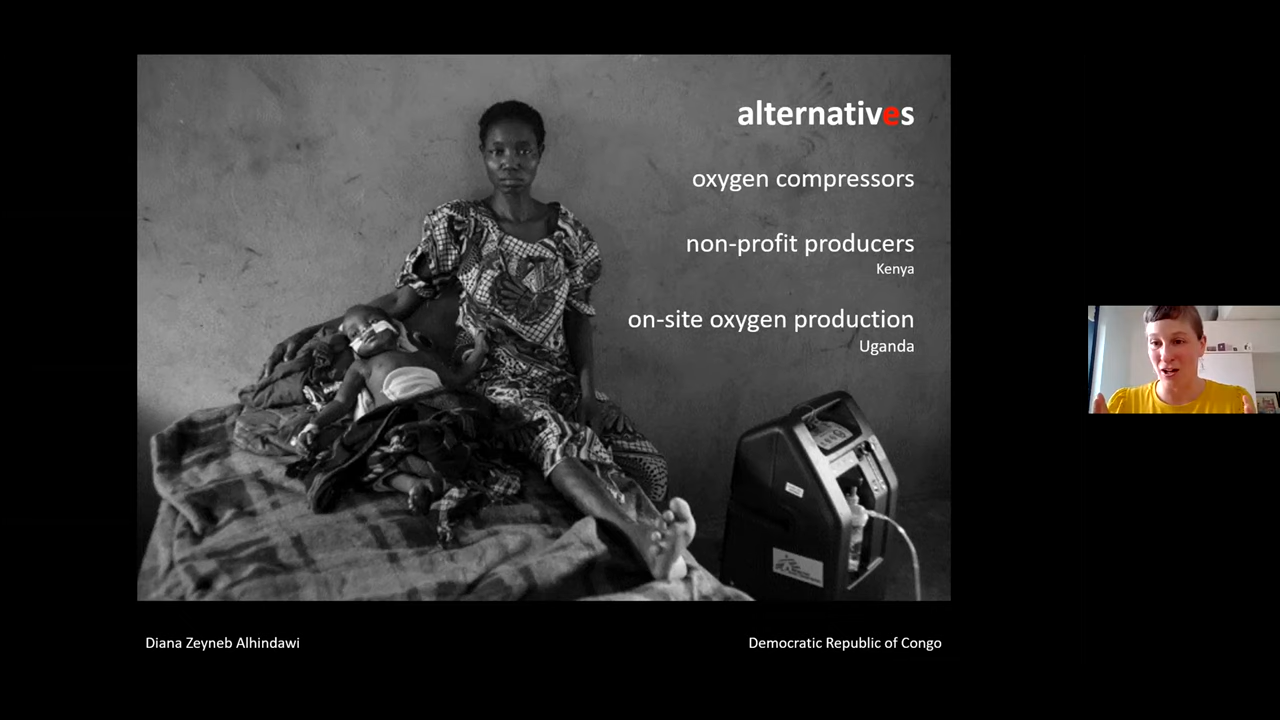 alternatives
oxygen compressors
non-profit producers
Kenya
on-site oxygen production
Uganda
Diana Zeyneb Alhindawi
Democratic Republic of Congo